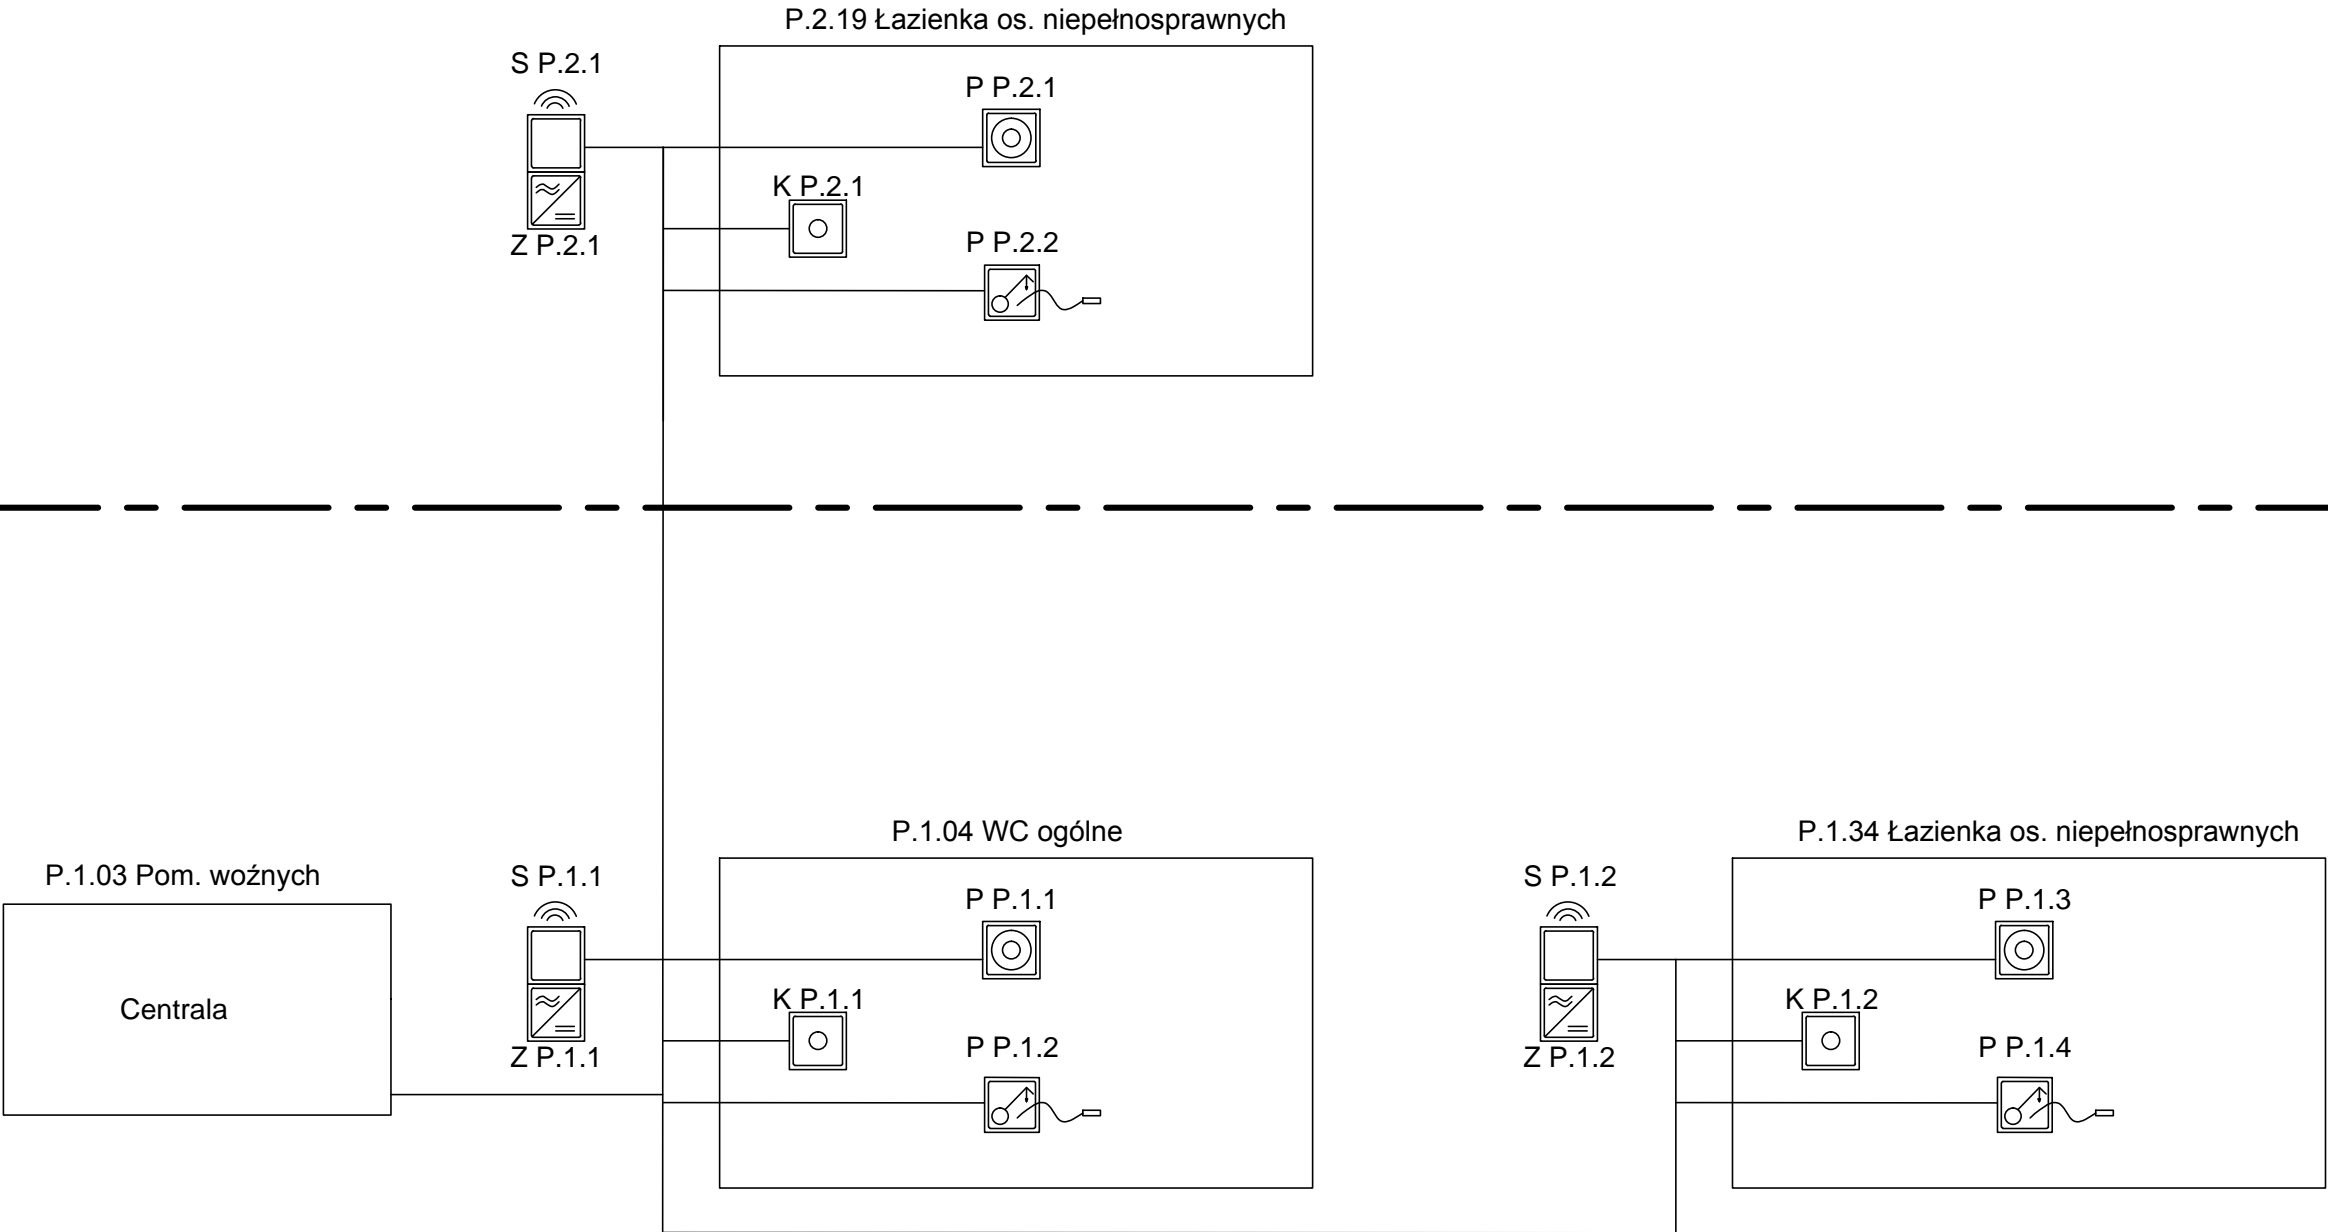 P.2.19 Łazienka os. niepełnosprawnych
S P.2.1
P P.2.1
K P.2.1
Z P.2.1
P P.2.2
P.1.04 WC ogólne
P.1.34 Łazienka os. niepełnosprawnych
P.1.03 Pom. woźnych
S P.1.1
S P.1.2
P P.1.1
P P.1.3
Centrala
K P.1.1
K P.1.2
Z P.1.1
P P.1.2
Z P.1.2
P P.1.4